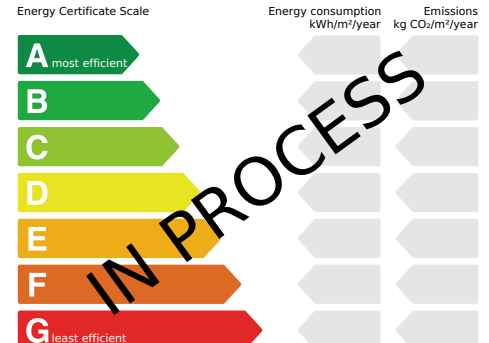 Energy Certificate Scale
Energy consumption
kWh/m²/year
Emissions
kg CO₂/m²/year
A most efficient
B
C
D
E
F
G least efficient
IN PROCESS